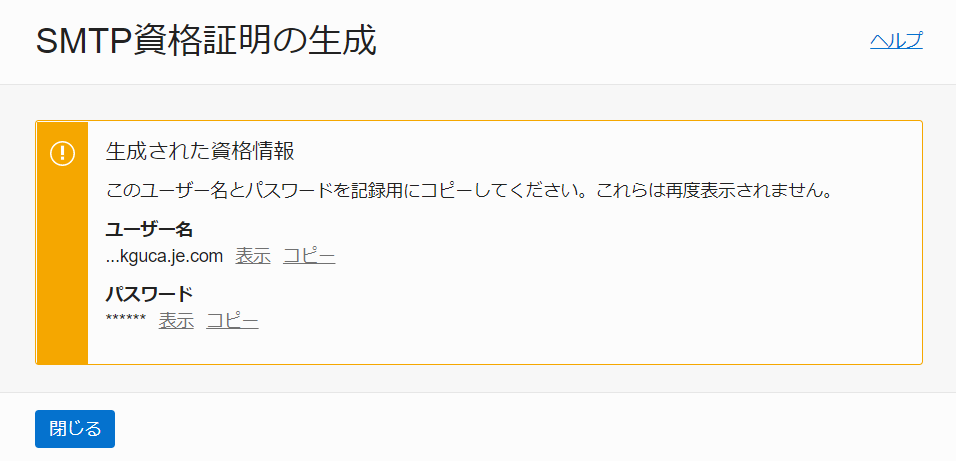 SMTP資格証明の生成
ヘルプ
生成された資格情報
このユーザー名とパスワードを記録用にコピーしてください。これらは再度表示されません。
ユーザー名
...kguca.je.com 表示 コピー
パスワード
****** 表示 コピー
閉じる